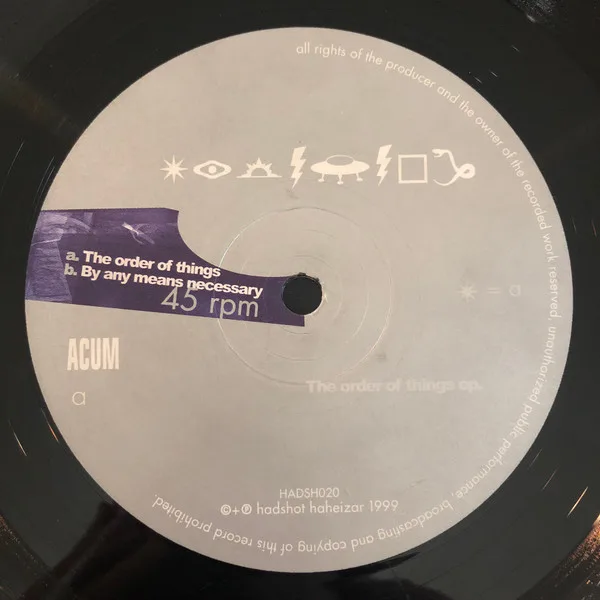 all rights of the producer and the owner of the recorded work reserved. unauthorized public performance, broadcasting and copying of this record prohibited.
a. The order of things
b. By any means necessary
45 rpm
✴ = a
ACUM
a
The order of things ep.
HADSH020
©+℗ hadshot haheizar 1999